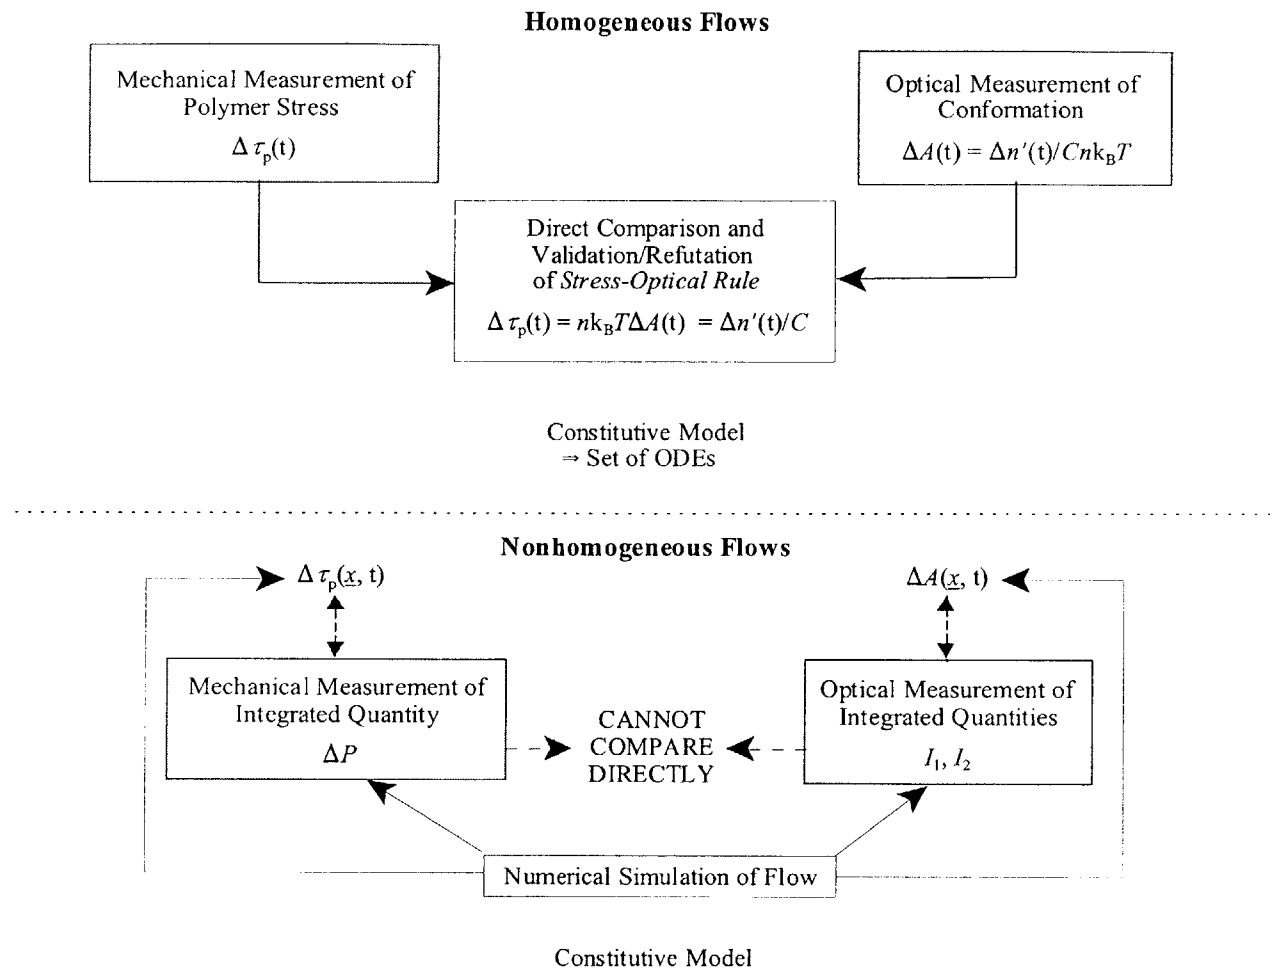 Homogeneous Flows
Mechanical Measurement of
Polymer Stress
Δ τp(t)
Optical Measurement of
Conformation
ΔA(t) = Δn′(t)/CnkBT
Direct Comparison and
Validation/Refutation
of Stress-Optical Rule
Δ τp(t) = nkBTΔA(t) = Δn′(t)/C
Constitutive Model
⇒ Set of ODEs
Nonhomogeneous Flows
Δ τp(x, t)
ΔA(x, t)
Mechanical Measurement of
Integrated Quantity
ΔP
CANNOT
COMPARE
DIRECTLY
Optical Measurement of
Integrated Quantities
I1, I2
Numerical Simulation of Flow
Constitutive Model